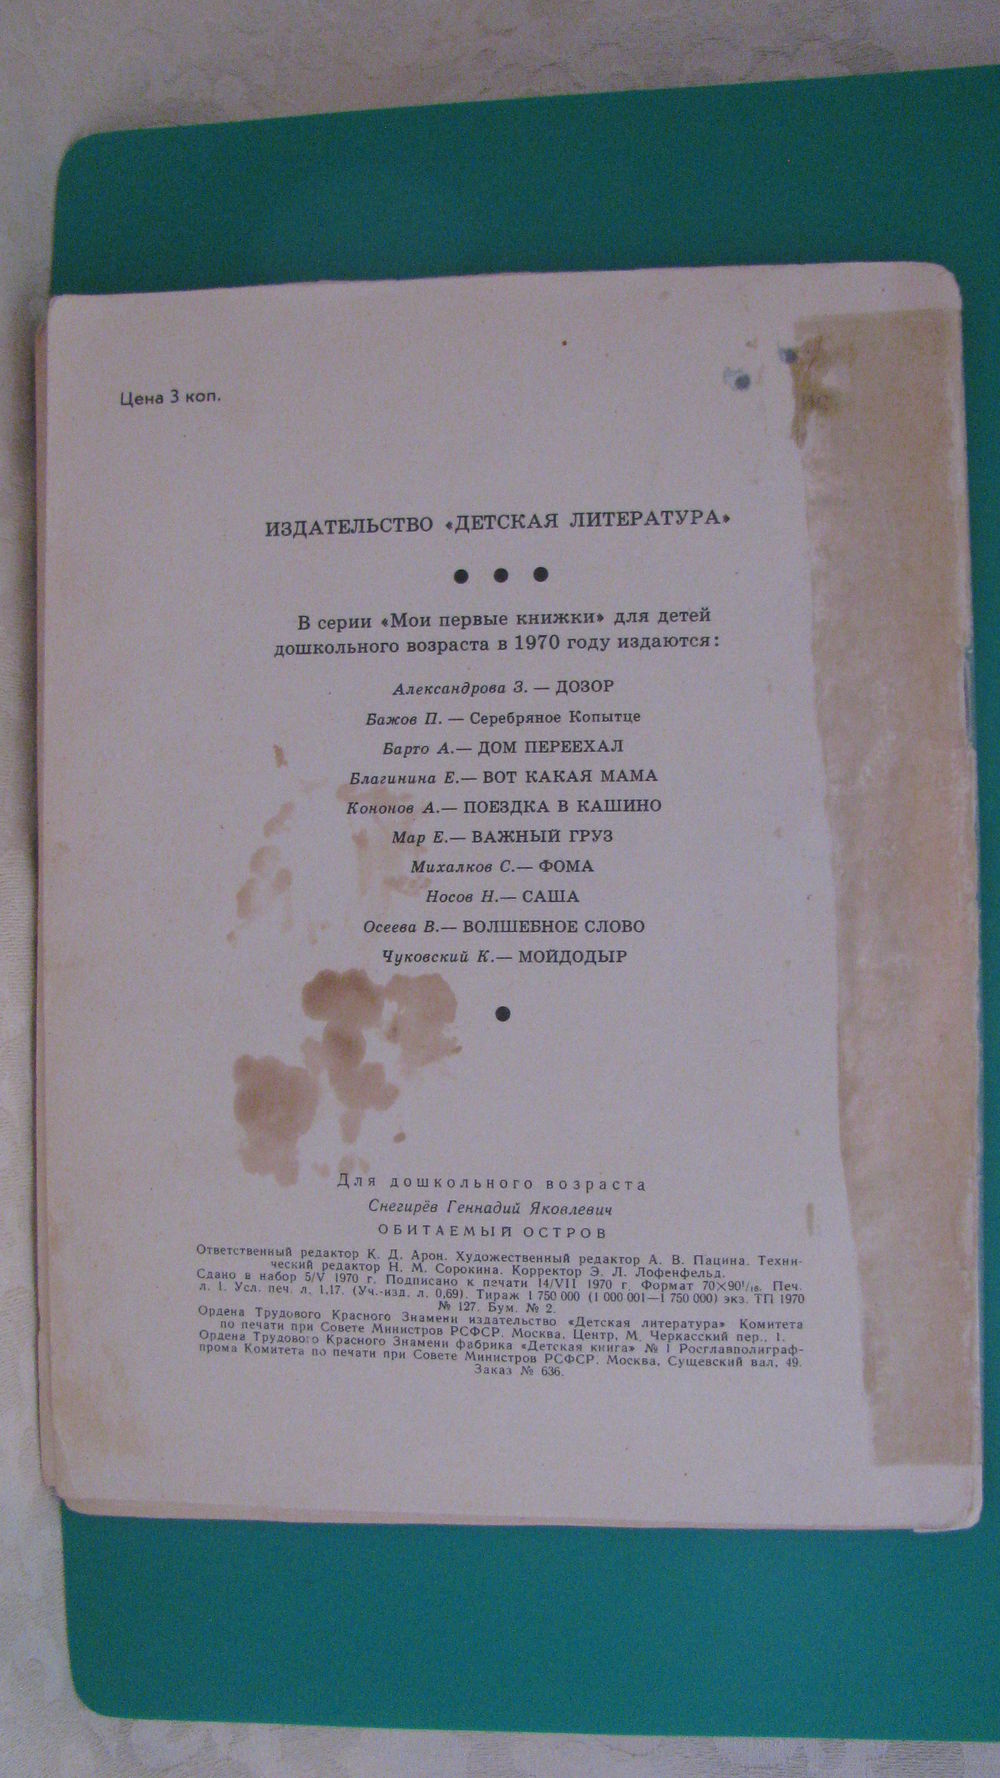 Цена 3 коп.
ИЗДАТЕЛЬСТВО «ДЕТСКАЯ ЛИТЕРАТУРА»
В серии «Мои первые книжки» для детей
дошкольного возраста в 1970 году издаются:
Александрова З. — ДОЗОР
Бажов П. — Серебряное Копытце
Барто А.— ДОМ ПЕРЕЕХАЛ
Благинина Е.— ВОТ КАКАЯ МАМА
Кононов А.— ПОЕЗДКА В КАШИНО
Мар Е.— ВАЖНЫЙ ГРУЗ
Михалков С.— ФОМА
Носов Н.— САША
Осеева В.— ВОЛШЕБНОЕ СЛОВО
Чуковский К.— МОЙДОДЫР
Для дошкольного возраста
Снегирёв Геннадий Яковлевич
ОБИТАЕМЫЙ ОСТРОВ
Ответственный редактор К. Д. Арон. Художественный редактор А. В. Пацина. Техни-
ческий редактор Н. М. Сорокина. Корректор Э. Л. Лофенфельд.
Сдано в набор 5/V 1970 г. Подписано к печати 14/VII 1970 г. Формат 70×90¹/₁₆. Печ.
л. 1. Усл. печ. л. 1,17. (Уч.-изд. л. 0,69). Тираж 1 750 000 (1 000 001—1 750 000) экз. ТП 1970
№ 127. Бум. № 2.
Ордена Трудового Красного Знамени издательство «Детская литература» Комитета
по печати при Совете Министров РСФСР. Москва, Центр, М. Черкасский пер., 1.
Ордена Трудового Красного Знамени фабрика «Детская книга» № 1 Росглавполиграф-
прома Комитета по печати при Совете Министров РСФСР. Москва, Сущевский вал, 49.
Заказ № 636.